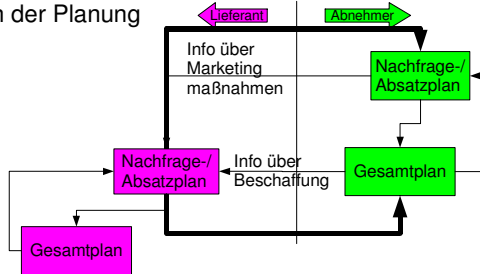 n der Planung
Lieferant
Abnehmer
Info über
Marketing
maßnahmen
Nachfrage-/
Absatzplan
Nachfrage-/
Absatzplan
Info über
Beschaffung
Gesamtplan
Gesamtplan